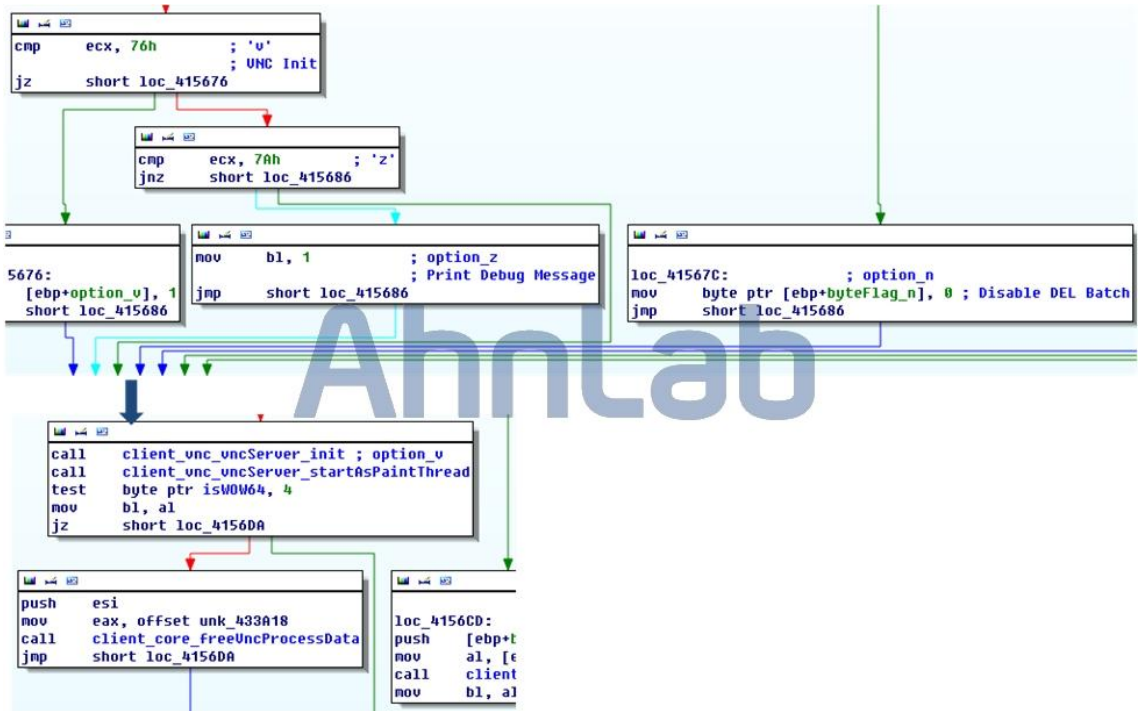 cmp ecx, 76h ; 'v'
; VNC Init
jz short loc_415676
cmp ecx, 7Ah ; 'z'
jnz short loc_415686
5676:
[ebp+option_v], 1
short loc_415686
mov bl, 1 ; option_z
; Print Debug Message
jmp short loc_415686
loc_41567C: ; option_n
mov byte ptr [ebp+byteFlag_n], 0 ; Disable DEL Batch
jmp short loc_415686
AhnLab
call client_vnc_vncServer_init ; option_v
call client_vnc_vncServer_startAsPaintThread
test byte ptr isWOW64, 4
mov bl, al
jz short loc_4156DA
push esi
mov eax, offset unk_433A18
call client_core_freeVncProcessData
jmp short loc_4156DA
loc_4156CD:
push [ebp+b
mov al, [e
call client
mov bl, al